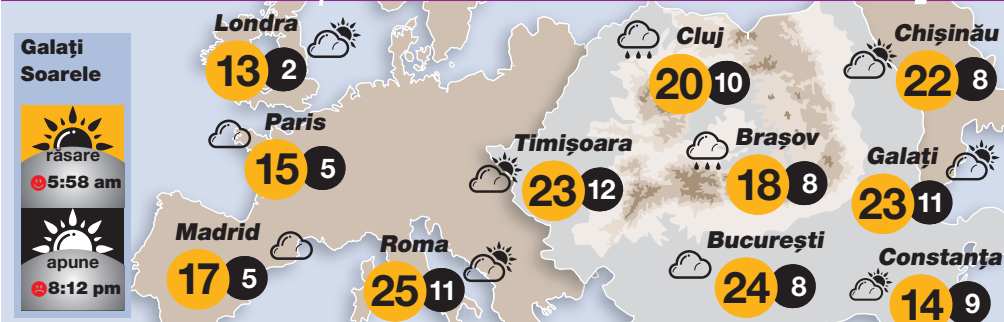 Galați
Soarele
răsare
5:58 am
apune
8:12 pm
Londra
13 2
Paris
15 5
Madrid
17 5
Roma
25 11
Timișoara
23 12
Cluj
20 10
Brașov
18 8
București
24 8
Chișinău
22 8
Galați
23 11
Constanța
14 9